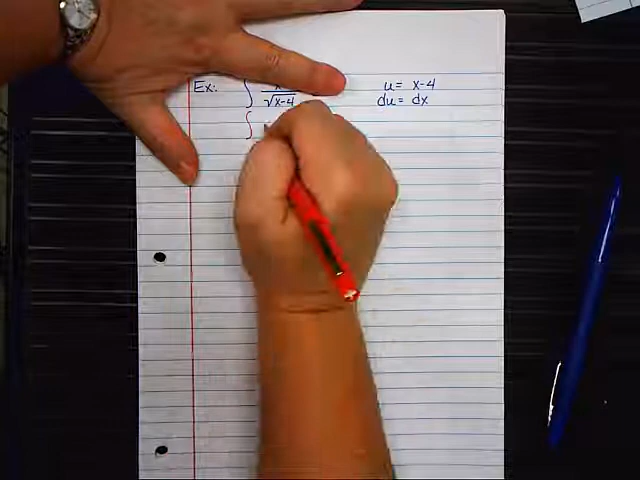 Ex: ∫ x/√x-4 u = x-4
du = dx
∫